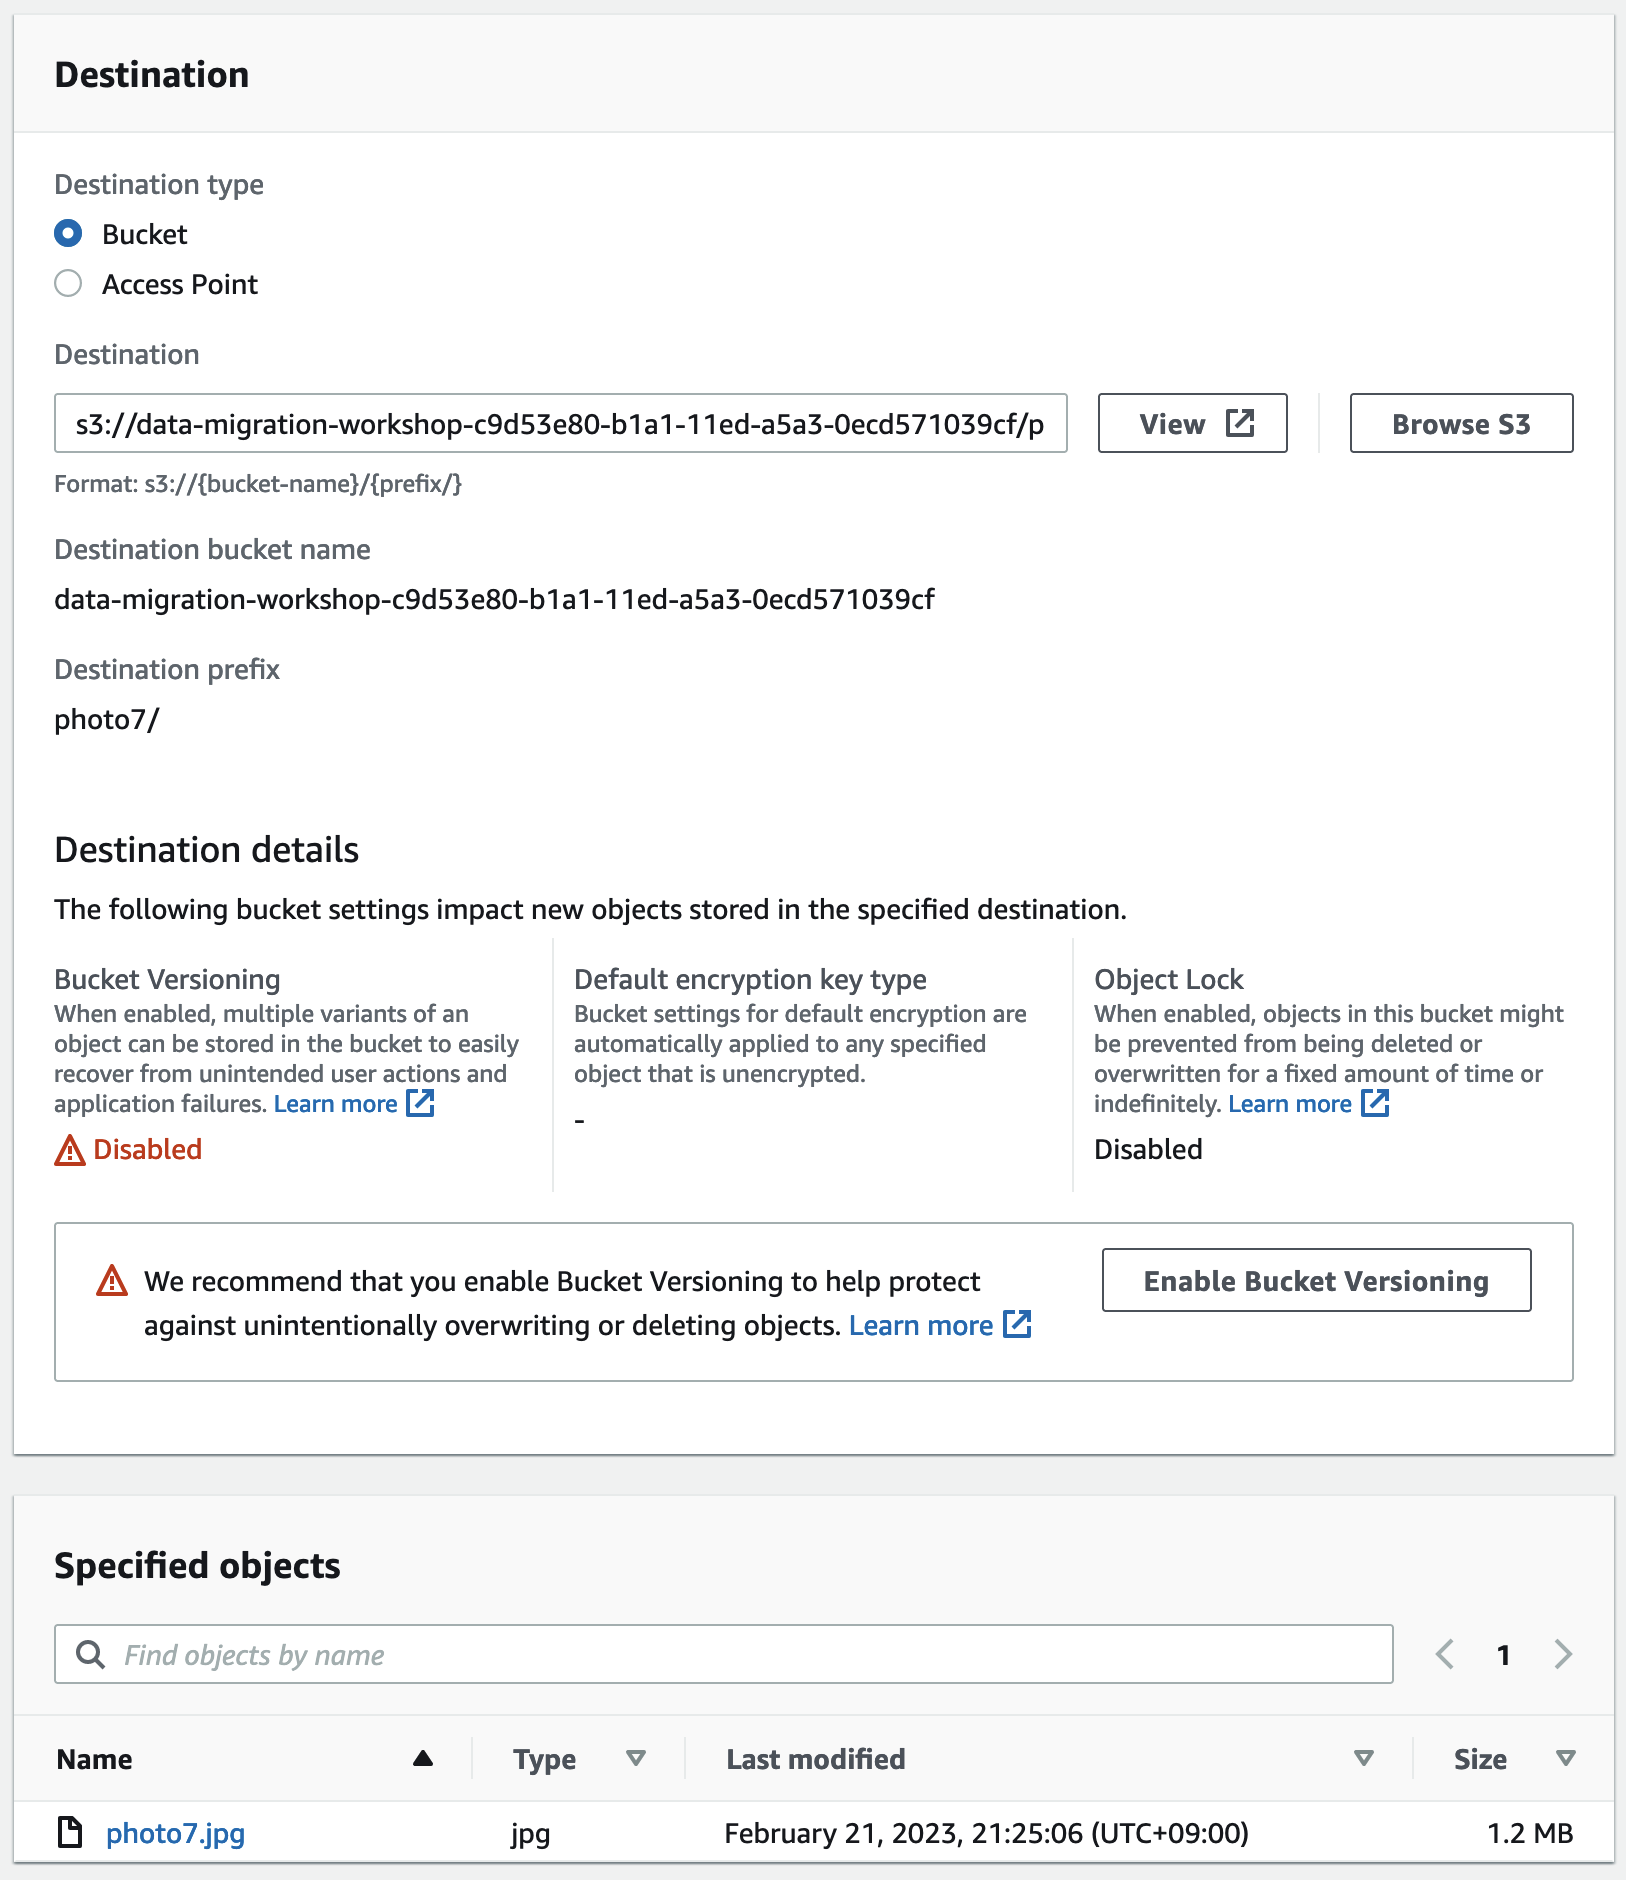 Destination
Destination type
Bucket
Access Point
Destination
s3://data-migration-workshop-c9d53e80-b1a1-11ed-a5a3-0ecd571039cf/p
View
Browse S3
Format: s3://{bucket-name}/{prefix/}
Destination bucket name
data-migration-workshop-c9d53e80-b1a1-11ed-a5a3-0ecd571039cf
Destination prefix
photo7/
Destination details
The following bucket settings impact new objects stored in the specified destination.
Bucket Versioning
When enabled, multiple variants of an
object can be stored in the bucket to easily
recover from unintended user actions and
application failures. Learn more
Disabled
Default encryption key type
Bucket settings for default encryption are
automatically applied to any specified
object that is unencrypted.
-
Object Lock
When enabled, objects in this bucket might
be prevented from being deleted or
overwritten for a fixed amount of time or
indefinitely. Learn more
Disabled
We recommend that you enable Bucket Versioning to help protect
against unintentionally overwriting or deleting objects. Learn more
Enable Bucket Versioning
Specified objects
Find objects by name
1
Name Type Last modified Size
photo7.jpg jpg February 21, 2023, 21:25:06 (UTC+09:00) 1.2 MB